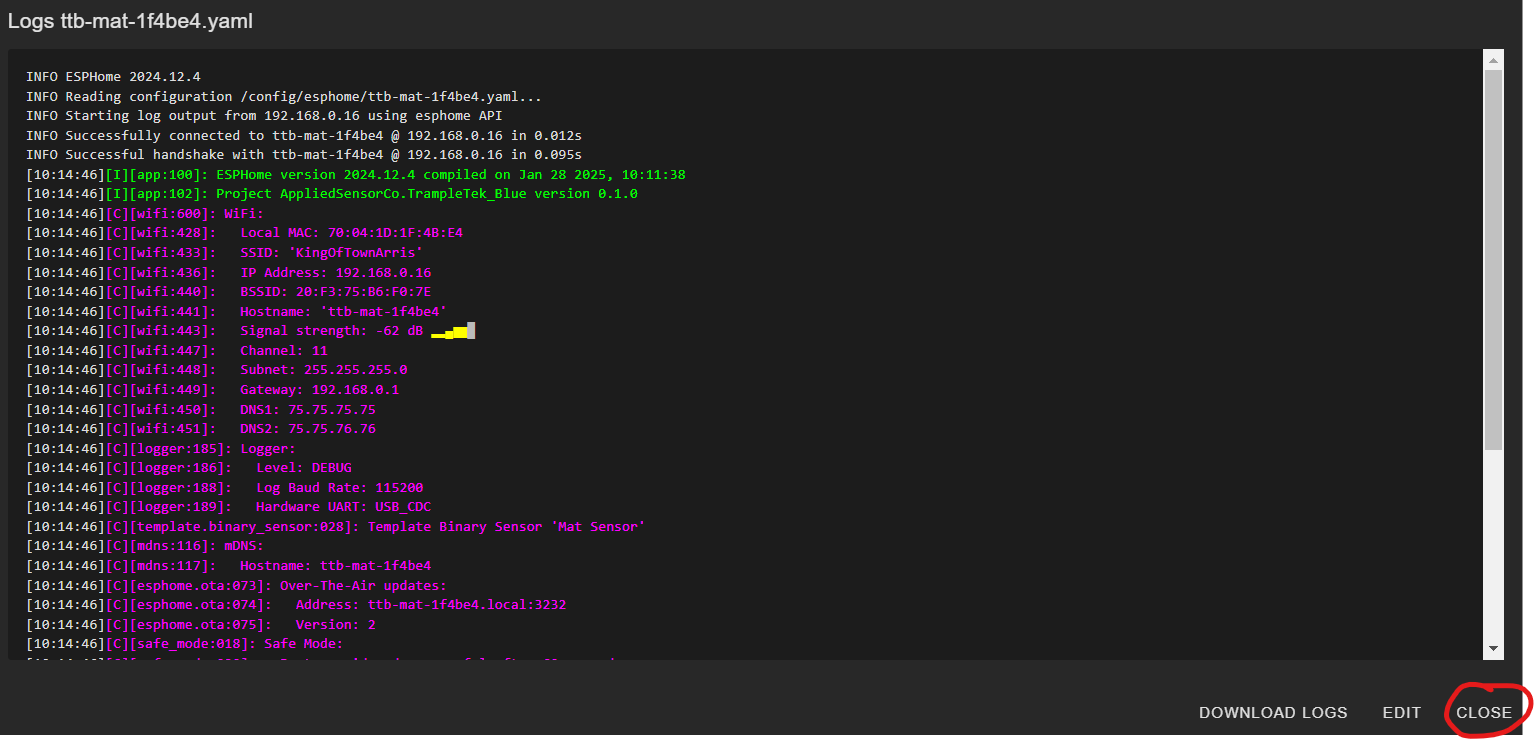 Logs ttb-mat-1f4be4.yaml
INFO ESPHome 2024.12.4
INFO Reading configuration /config/esphome/ttb-mat-1f4be4.yaml...
INFO Starting log output from 192.168.0.16 using esphome API
INFO Successfully connected to ttb-mat-1f4be4 @ 192.168.0.16 in 0.012s
INFO Successful handshake with ttb-mat-1f4be4 @ 192.168.0.16 in 0.095s
[10:14:46][I][app:100]: ESPHome version 2024.12.4 compiled on Jan 28 2025, 10:11:38
[10:14:46][I][app:102]: Project AppliedSensorCo.TrampleTek_Blue version 0.1.0
[10:14:46][C][wifi:600]: WiFi:
[10:14:46][C][wifi:428]:   Local MAC: 70:04:1D:1F:4B:E4
[10:14:46][C][wifi:433]:   SSID: 'KingOfTownArris'
[10:14:46][C][wifi:436]:   IP Address: 192.168.0.16
[10:14:46][C][wifi:440]:   BSSID: 20:F3:75:B6:F0:7E
[10:14:46][C][wifi:441]:   Hostname: 'ttb-mat-1f4be4'
[10:14:46][C][wifi:443]:   Signal strength: -62 dB ▂▄▆█
[10:14:46][C][wifi:447]:   Channel: 11
[10:14:46][C][wifi:448]:   Subnet: 255.255.255.0
[10:14:46][C][wifi:449]:   Gateway: 192.168.0.1
[10:14:46][C][wifi:450]:   DNS1: 75.75.75.75
[10:14:46][C][wifi:451]:   DNS2: 75.75.76.76
[10:14:46][C][logger:185]: Logger:
[10:14:46][C][logger:186]:   Level: DEBUG
[10:14:46][C][logger:188]:   Log Baud Rate: 115200
[10:14:46][C][logger:189]:   Hardware UART: USB_CDC
[10:14:46][C][template.binary_sensor:028]: Template Binary Sensor 'Mat Sensor'
[10:14:46][C][mdns:116]: mDNS:
[10:14:46][C][mdns:117]:   Hostname: ttb-mat-1f4be4
[10:14:46][C][esphome.ota:073]: Over-The-Air updates:
[10:14:46][C][esphome.ota:074]:   Address: ttb-mat-1f4be4.local:3232
[10:14:46][C][esphome.ota:075]:   Version: 2
[10:14:46][C][safe_mode:018]: Safe Mode:
DOWNLOAD LOGS EDIT CLOSE